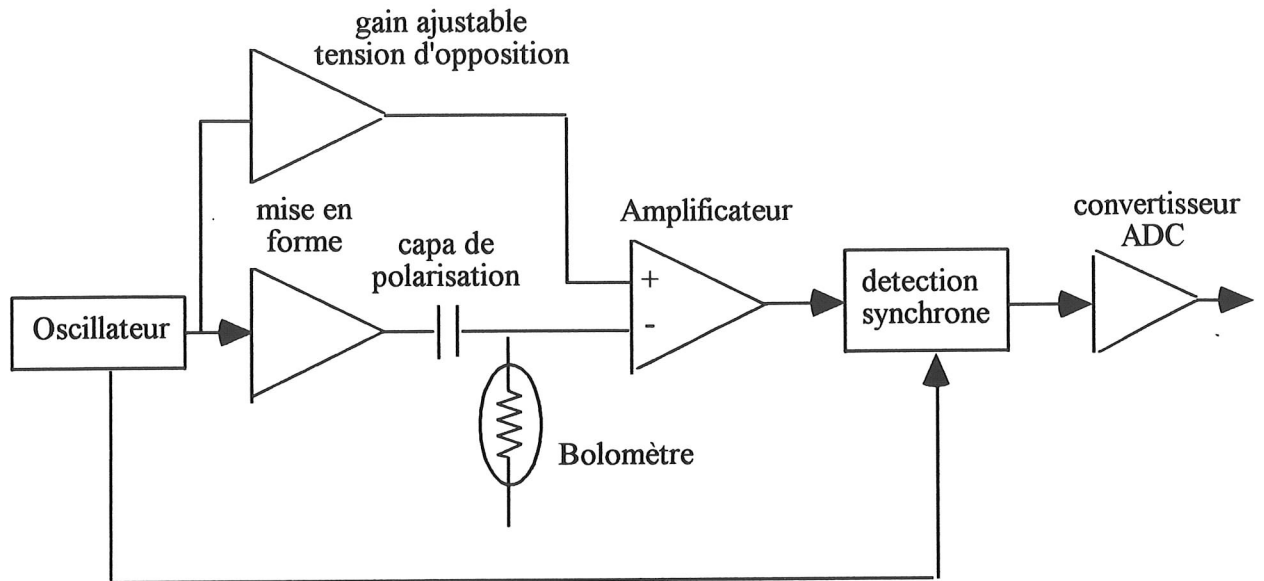 gain ajustable
tension d'opposition
mise en
forme
capa de
polarisation
Amplificateur
convertisseur
ADC
Oscillateur
+
-
detection
synchrone
Bolomètre